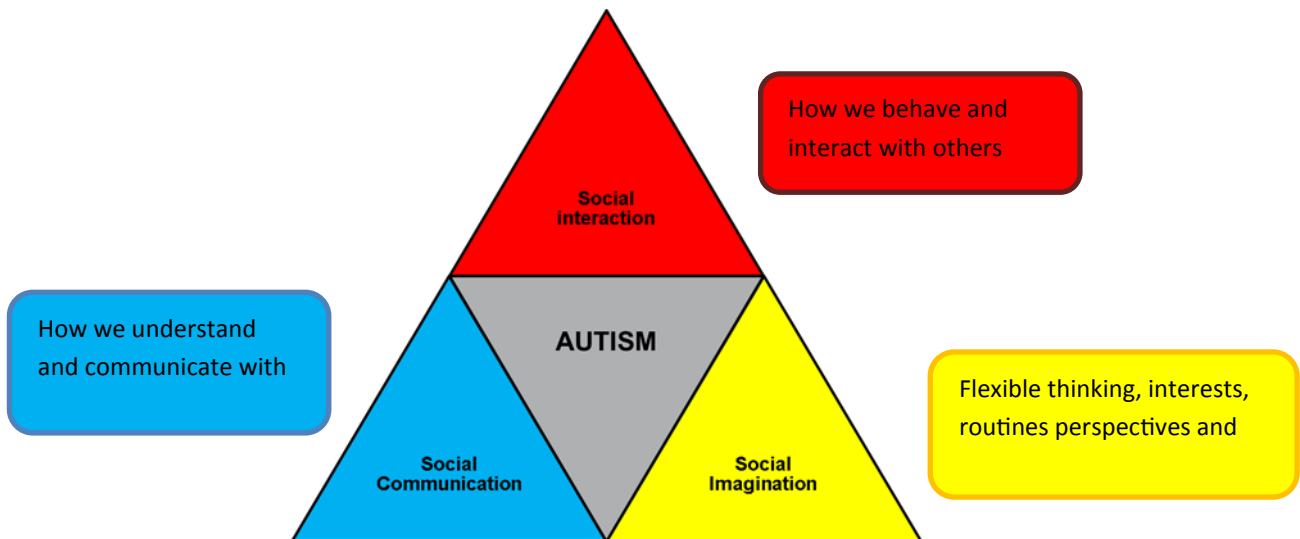 How we behave and
interact with others
Social
interaction
How we understand
and communicate with
AUTISM
Flexible thinking, interests,
routines perspectives and
Social
Communication
Social
Imagination